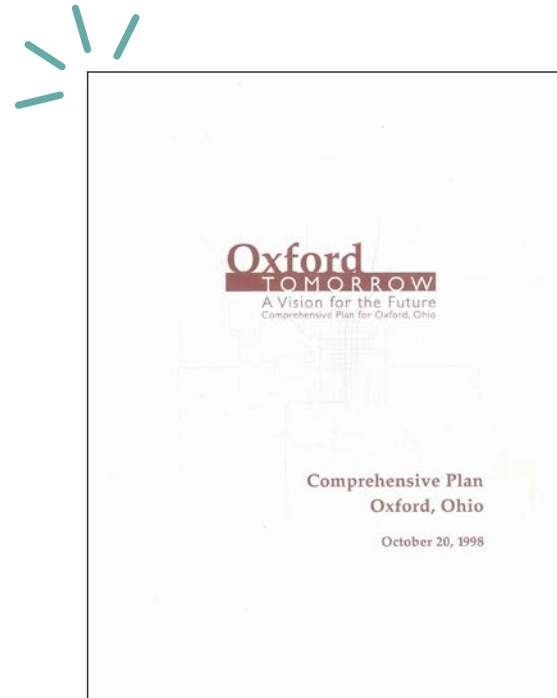 Oxford
TOMORROW
A Vision for the Future
Comprehensive Plan for Oxford, Ohio
Comprehensive Plan
Oxford, Ohio
October 20, 1998